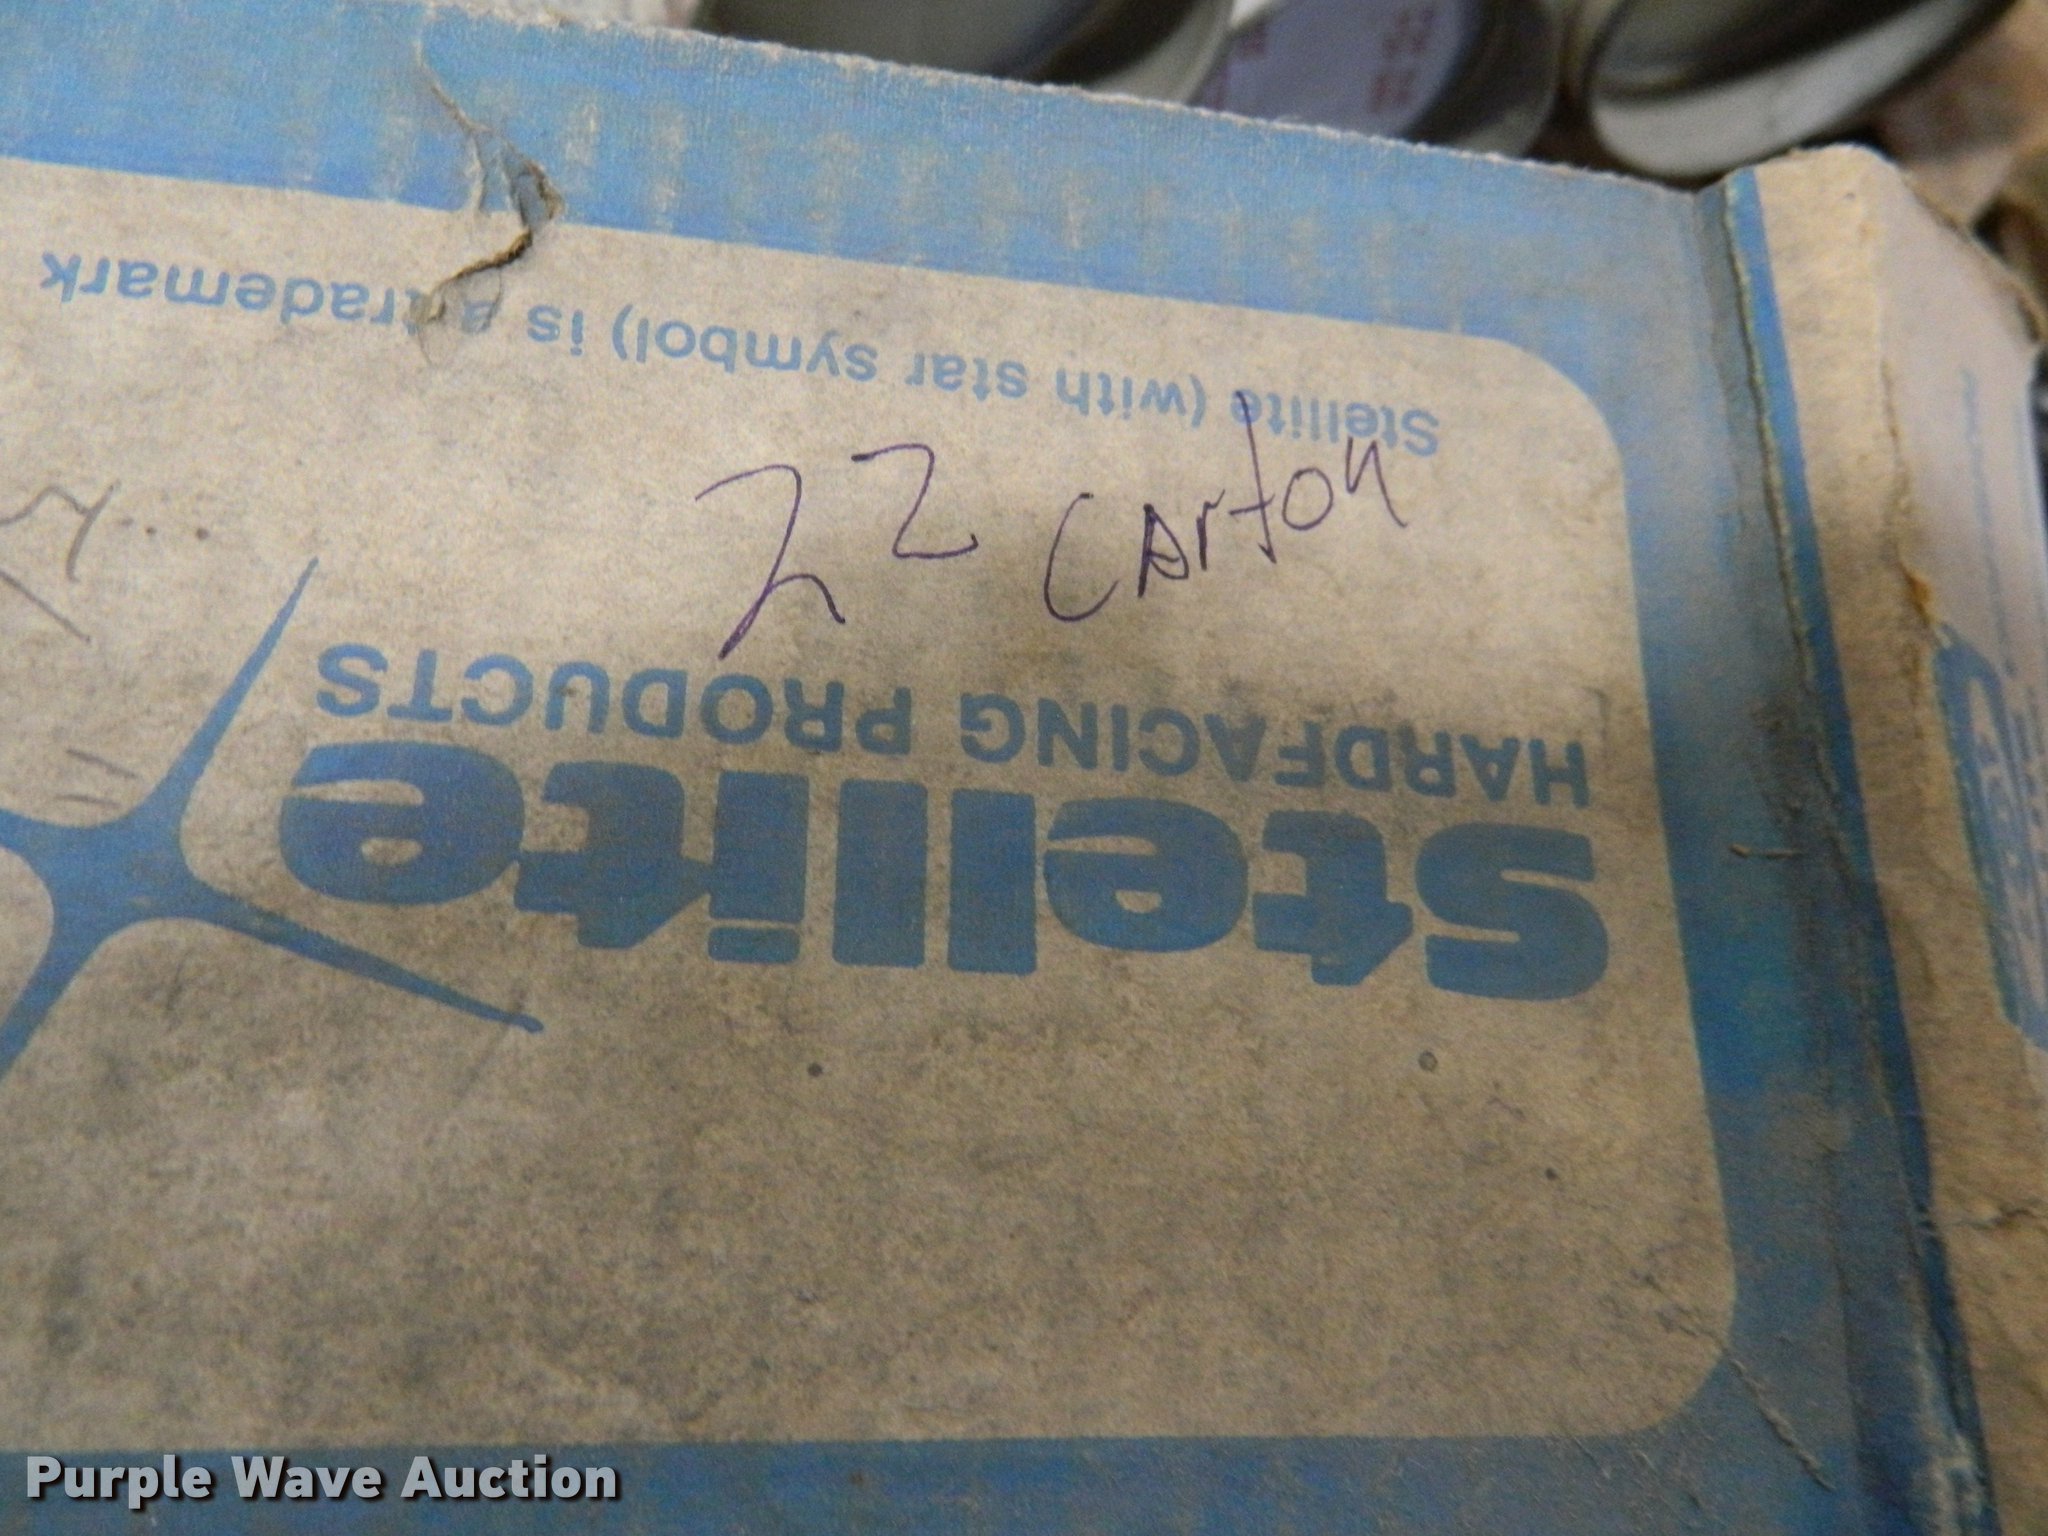 Stellite
HARDFACING PRODUCTS
22 carton
Stellite (with star symbol) is a trademark
Purple Wave Auction